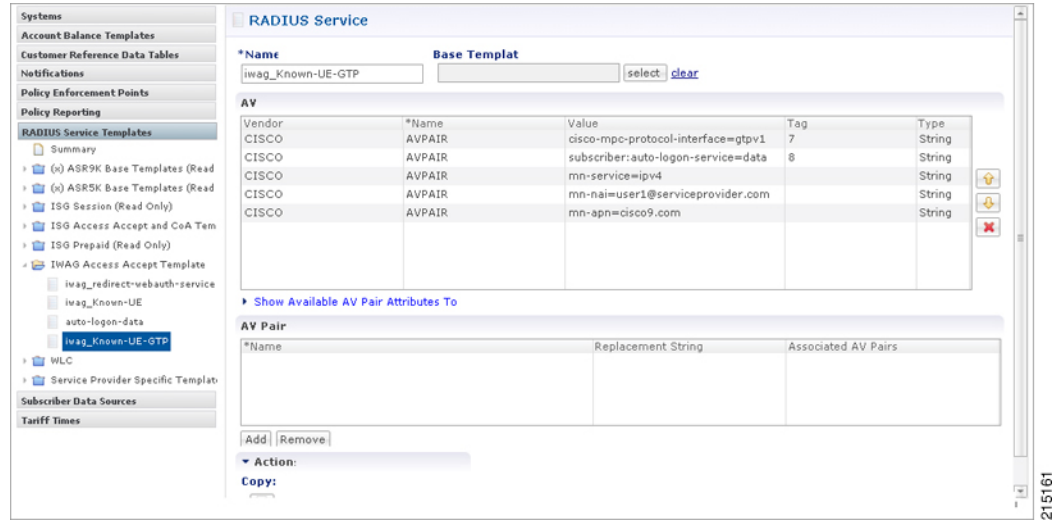 Systems
Account Balance Templates
Customer Reference Data Tables
Notifications
Policy Enforcement Points
Policy Reporting
RADIUS Service Templates
Summary
(x) ASR9K Base Templates (Read
(x) ASR5K Base Templates (Read
ISG Session (Read Only)
ISG Access Accept and CoA Tem
ISG Prepaid (Read Only)
IWAG Access Accept Template
iwag_redirect-webauth-service
iwag_Known-UE
auto-logon-data
iwag_Known-UE-GTP
WLC
Service Provider Specific Templat
Subscriber Data Sources
Tariff Times
RADIUS Service
*Name Base Templat
iwag_Known-UE-GTP select clear
AV
Vendor *Name Value Tag Type
CISCO AVPAIR cisco-mpc-protocol-interface=gtpv1 7 String
CISCO AVPAIR subscriber:auto-logon-service=data 8 String
CISCO AVPAIR mn-service=ipv4 String
CISCO AVPAIR mn-nai=user1@serviceprovider.com String
CISCO AVPAIR mn-apn=cisco9.com String
Show Available AV Pair Attributes To
AV Pair
*Name Replacement String Associated AV Pairs
Add Remove
Action:
Copy:
215161